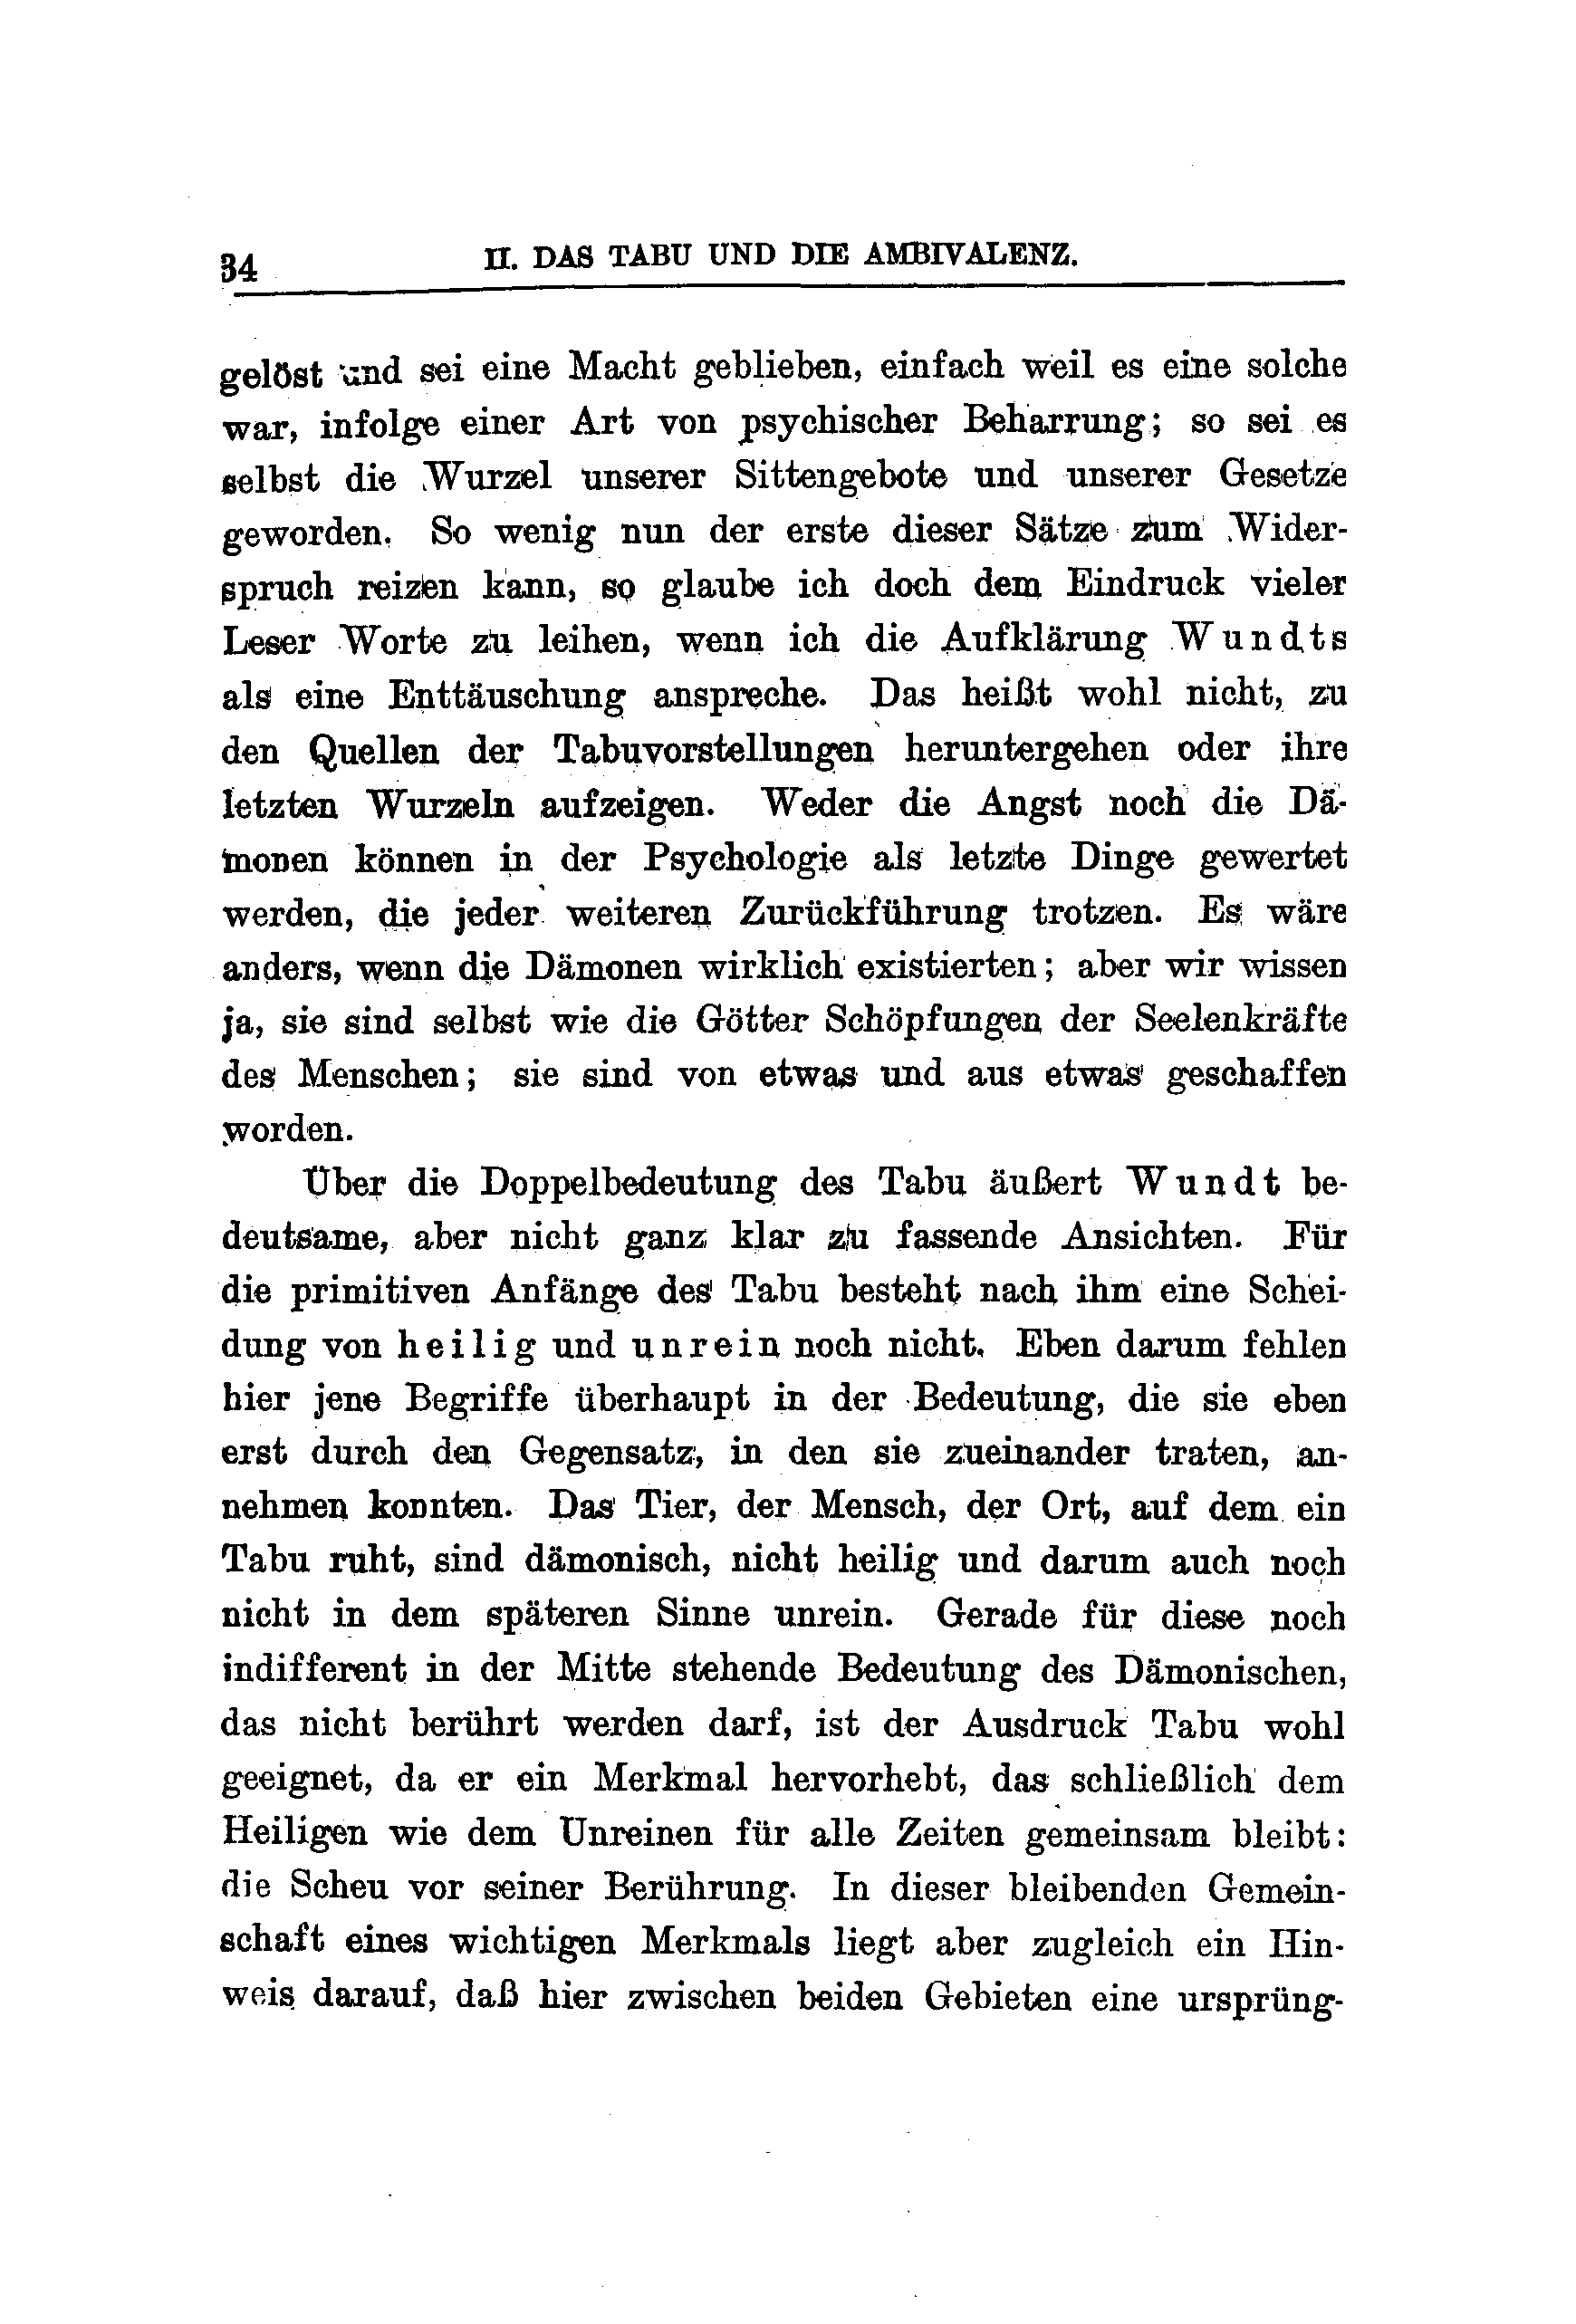 34
II. DAS TABU UND DIE AMBIVALENZ.
gelöst und sei eine Macht geblieben, einfach weil es eine solche
war, infolge einer Art von psychischer Beharrung; so sei es
selbst die Wurzel unserer Sittengebote und unserer Gesetze
geworden. So wenig nun der erste dieser Sätze zum Wider-
spruch reizen kann, so glaube ich doch dem Eindruck vieler
Leser Worte zu leihen, wenn ich die Aufklärung Wundts
als eine Enttäuschung anspreche. Das heißt wohl nicht, zu
den Quellen der Tabuvorstellungen heruntergehen oder ihre
letzten Wurzeln aufzeigen. Weder die Angst noch die Dä-
monen können in der Psychologie als letzte Dinge gewertet
werden, die jeder weiteren Zurückführung trotzen. Es wäre
anders, wenn die Dämonen wirklich existierten; aber wir wissen
ja, sie sind selbst wie die Götter Schöpfungen der Seelenkräfte
des Menschen; sie sind von etwas und aus etwas geschaffen
worden.
Über die Doppelbedeutung des Tabu äußert Wundt be-
deutsame, aber nicht ganz klar zu fassende Ansichten. Für
die primitiven Anfänge des Tabu besteht nach ihm eine Schei-
dung von heilig und unrein noch nicht. Eben darum fehlen
hier jene Begriffe überhaupt in der Bedeutung, die sie eben
erst durch den Gegensatz, in den sie zueinander traten, an-
nehmen konnten. Das Tier, der Mensch, der Ort, auf dem ein
Tabu ruht, sind dämonisch, nicht heilig und darum auch noch
nicht in dem späteren Sinne unrein. Gerade für diese noch
indifferent in der Mitte stehende Bedeutung des Dämonischen,
das nicht berührt werden darf, ist der Ausdruck Tabu wohl
geeignet, da er ein Merkmal hervorhebt, das schließlich dem
Heiligen wie dem Unreinen für alle Zeiten gemeinsam bleibt:
die Scheu vor seiner Berührung. In dieser bleibenden Gemein-
schaft eines wichtigen Merkmals liegt aber zugleich ein Hin-
weis darauf, daß hier zwischen beiden Gebieten eine ursprüng-